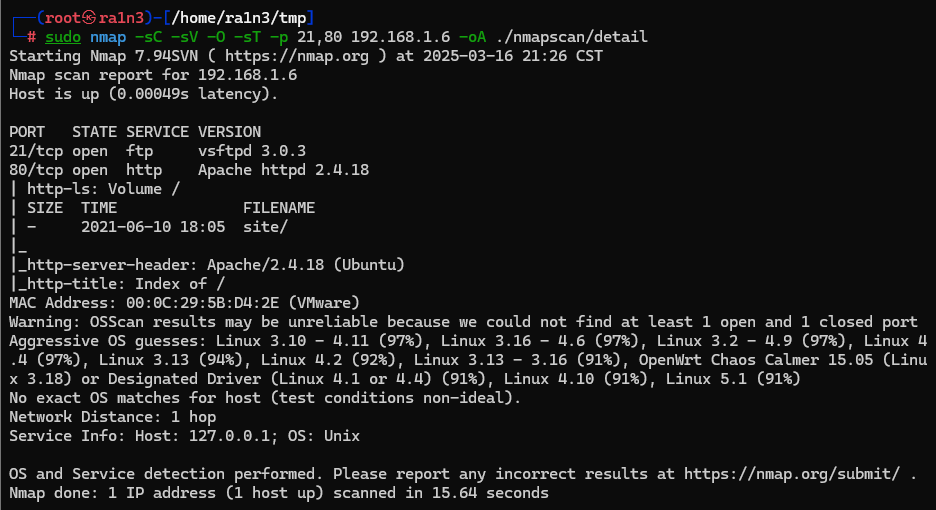 ┌──(root㉿ra1n3)-[/home/ra1n3/tmp]
└─# sudo nmap -sC -sV -O -sT -p 21,80 192.168.1.6 -oA ./nmapscan/detail
Starting Nmap 7.94SVN ( https://nmap.org ) at 2025-03-16 21:26 CST
Nmap scan report for 192.168.1.6
Host is up (0.00049s latency).

PORT   STATE SERVICE VERSION
21/tcp open  ftp     vsftpd 3.0.3
80/tcp open  http    Apache httpd 2.4.18
| http-ls: Volume /
| SIZE  TIME              FILENAME
| -     2021-06-10 18:05  site/
|_
|_http-server-header: Apache/2.4.18 (Ubuntu)
|_http-title: Index of /
MAC Address: 00:0C:29:5B:D4:2E (VMware)
Warning: OSScan results may be unreliable because we could not find at least 1 open and 1 closed port
Aggressive OS guesses: Linux 3.10 - 4.11 (97%), Linux 3.16 - 4.6 (97%), Linux 3.2 - 4.9 (97%), Linux 4
.4 (97%), Linux 3.13 (94%), Linux 4.2 (92%), Linux 3.13 - 3.16 (91%), OpenWrt Chaos Calmer 15.05 (Linu
x 3.18) or Designated Driver (Linux 4.1 or 4.4) (91%), Linux 4.10 (91%), Linux 5.1 (91%)
No exact OS matches for host (test conditions non-ideal).
Network Distance: 1 hop
Service Info: Host: 127.0.0.1; OS: Unix

OS and Service detection performed. Please report any incorrect results at https://nmap.org/submit/ .
Nmap done: 1 IP address (1 host up) scanned in 15.64 seconds